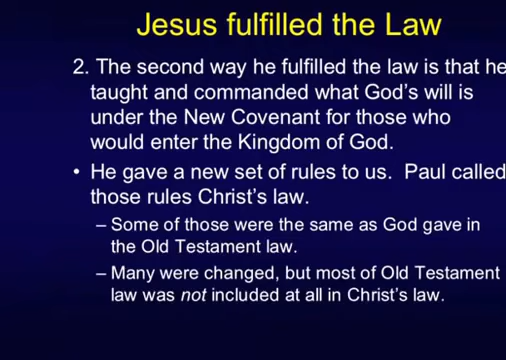 Jesus fulfilled the Law
2. The second way he fulfilled the law is that he
taught and commanded what God's will is
under the New Covenant for those who
would enter the Kingdom of God.
• He gave a new set of rules to us. Paul called
those rules Christ's law.
– Some of those were the same as God gave in
the Old Testament law.
– Many were changed, but most of Old Testament
law was not included at all in Christ's law.